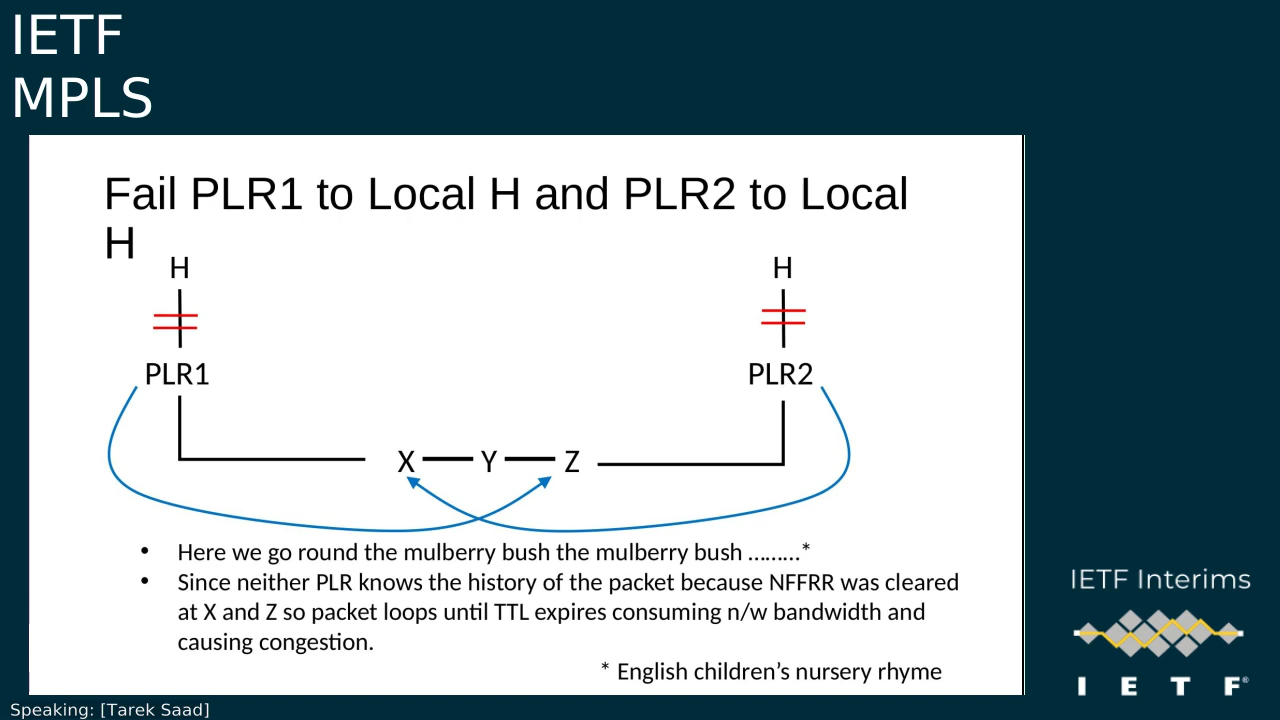 IETF
MPLS
Fail PLR1 to Local H and PLR2 to Local
H
H H
PLR1 PLR2
X Y Z
• Here we go round the mulberry bush the mulberry bush ………*
• Since neither PLR knows the history of the packet because NFFRR was cleared
at X and Z so packet loops until TTL expires consuming n/w bandwidth and
causing congestion.
* English children’s nursery rhyme
IETF Interims
I E T F®
Speaking: [Tarek Saad]